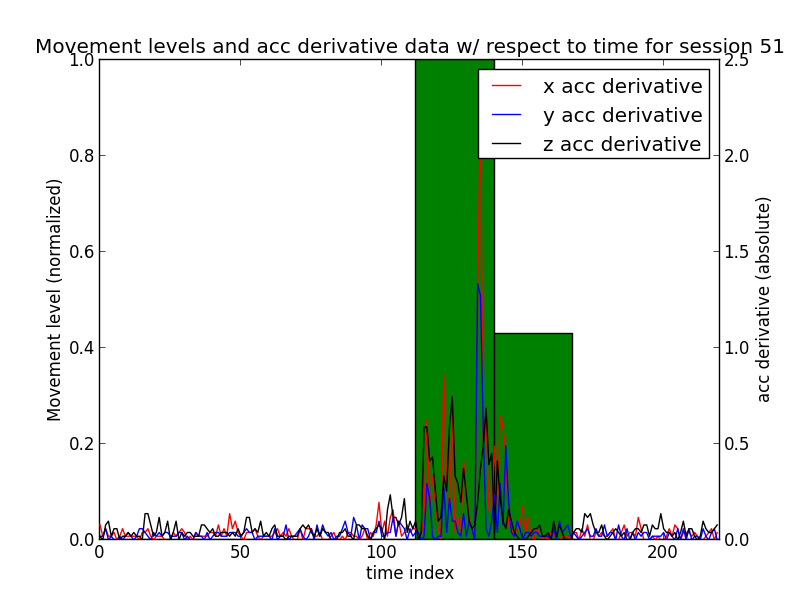 Movement levels and acc derivative data w/ respect to time for session 51
1.0
0.8
0.6
0.4
0.2
0.0
Movement level (normalized)
x acc derivative
y acc derivative
z acc derivative
2.5
2.0
1.5
1.0
0.5
0.0
acc derivative (absolute)
0 50 100 150 200
time index